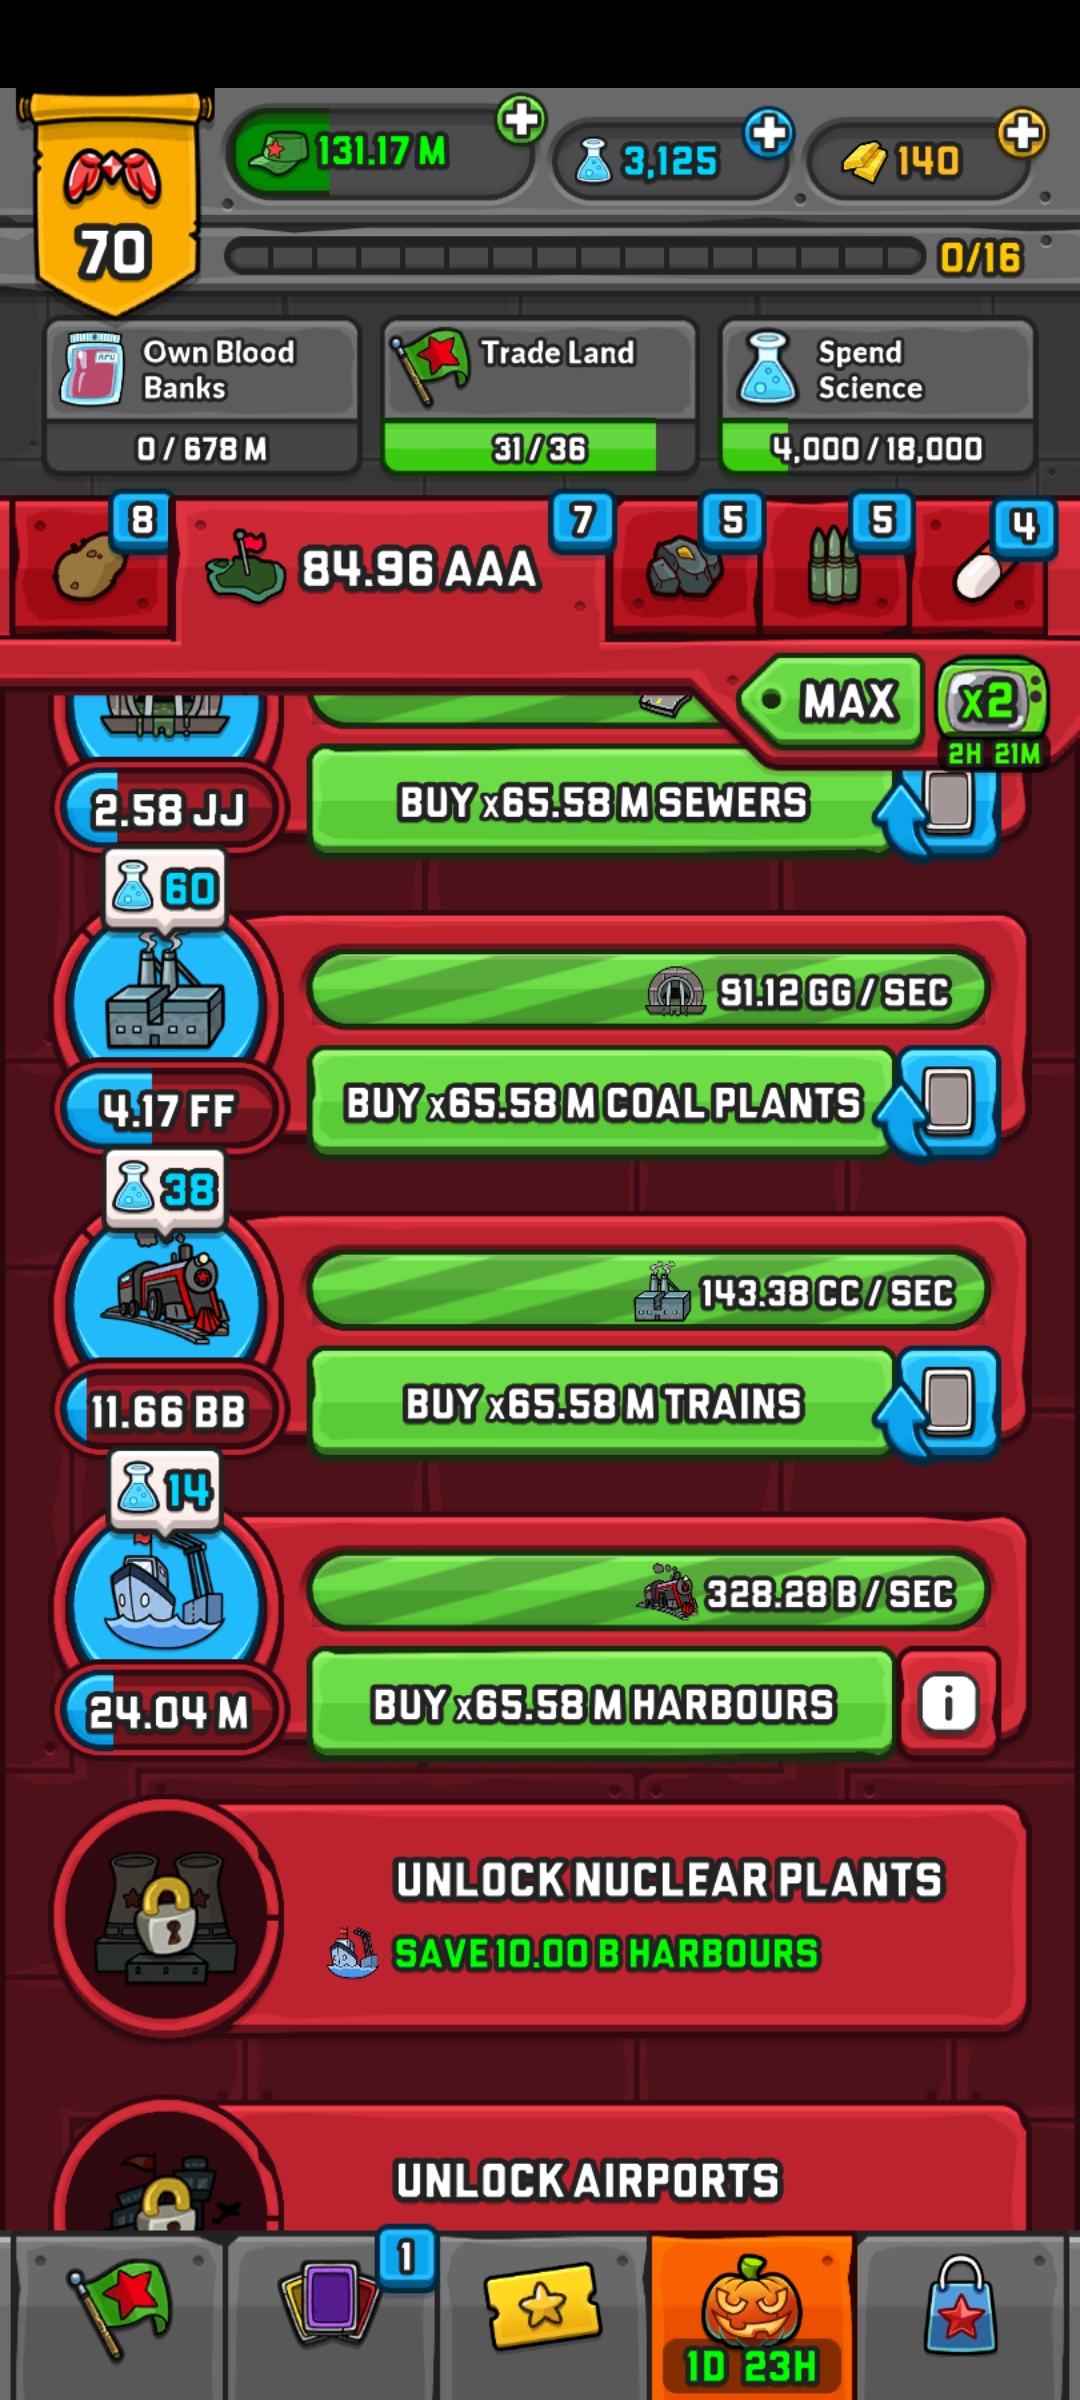 131.17 M
3,125
140
70
0/16
Own Blood
Banks
0 / 678 M
Trade Land
31 / 36
Spend
Science
4,000 / 18,000
8
84.96 AAA
7
5
5
4
MAX
x2
2H 21M
2.58 JJ
BUY x65.58 M SEWERS
60
91.12 GG / SEC
4.17 FF
BUY x65.58 M COAL PLANTS
38
143.38 CC / SEC
11.66 BB
BUY x65.58 M TRAINS
14
328.28 B / SEC
24.04 M
BUY x65.58 M HARBOURS
i
UNLOCK NUCLEAR PLANTS
SAVE 10.00 B HARBOURS
UNLOCK AIRPORTS
1
1D 23H